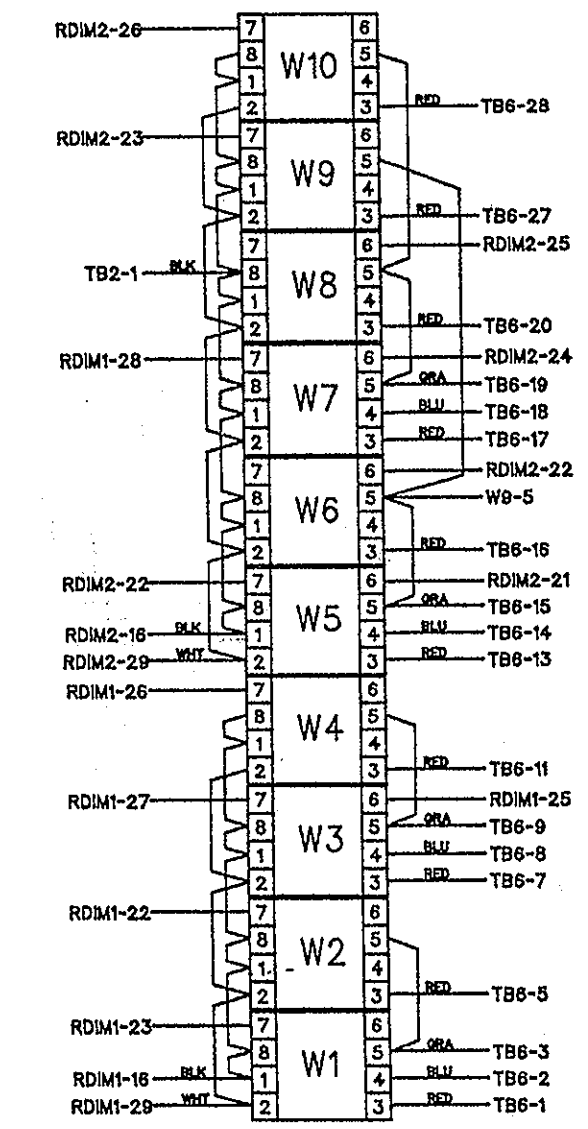 RDIM2-26 7 6
8 W10 5
1 4
2 3 RED TB6-28
RDIM2-23 7 6
8 W9 5
1 4
2 3 RED TB6-27
7 6 RDIM2-25
TB2-1 BLK 8 W8 5
1 4
2 3 RED TB6-20
RDIM1-28 7 6 RDIM2-24
8 W7 5 ORA TB6-19
1 4 BLU TB6-18
2 3 RED TB6-17
7 6 RDIM2-22
8 W6 5 W9-5
1 4
2 3 RED TB6-16
RDIM2-22 7 6 RDIM2-21
8 W5 5 ORA TB6-15
RDIM2-16 BLK 1 4 BLU TB6-14
RDIM2-29 WHT 2 3 RED TB6-13
RDIM1-26 7 6
8 W4 5
1 4
2 3 RED TB6-11
RDIM1-27 7 6 RDIM1-25
8 W3 5 ORA TB6-9
1 4 BLU TB6-8
2 3 RED TB6-7
RDIM1-22 7 6
8 W2 5
1 4
2 3 RED TB6-5
RDIM1-23 7 6
8 W1 5 ORA TB6-3
RDIM1-16 BLK 1 4 BLU TB6-2
RDIM1-29 WHT 2 3 RED TB6-1